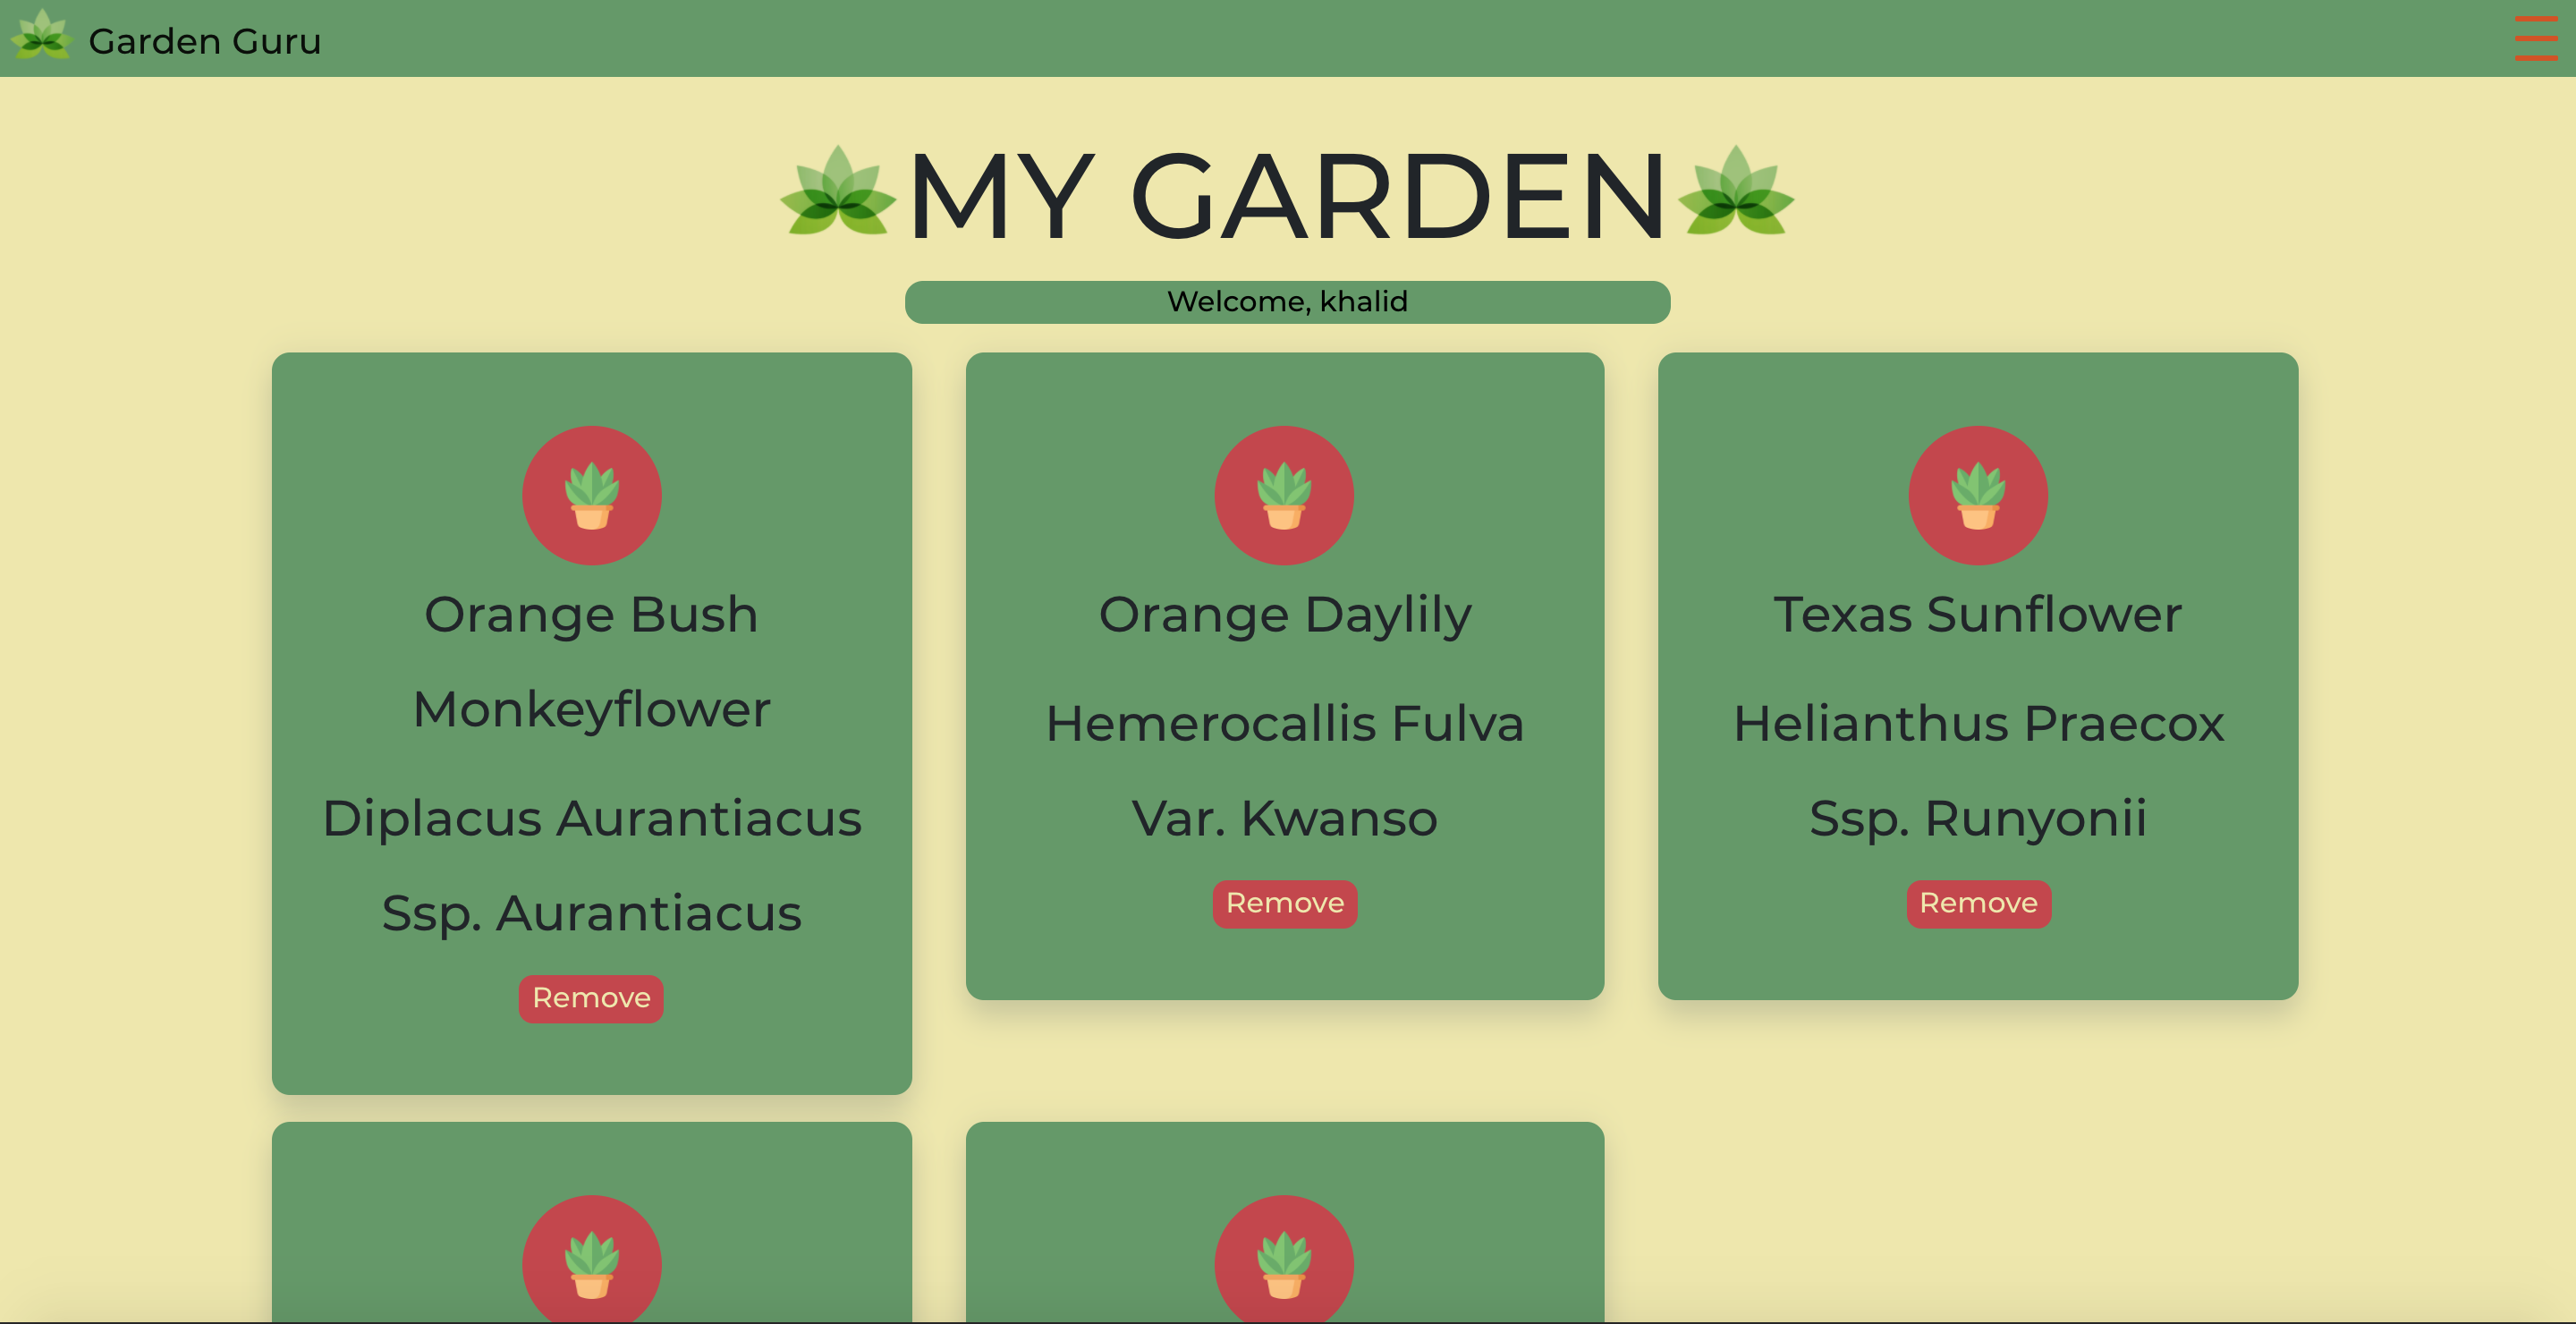 Garden Guru
MY GARDEN
Welcome, khalid
Orange Bush
Monkeyflower
Diplacus Aurantiacus
Ssp. Aurantiacus
Remove
Orange Daylily
Hemerocallis Fulva
Var. Kwanso
Remove
Texas Sunflower
Helianthus Praecox
Ssp. Runyonii
Remove